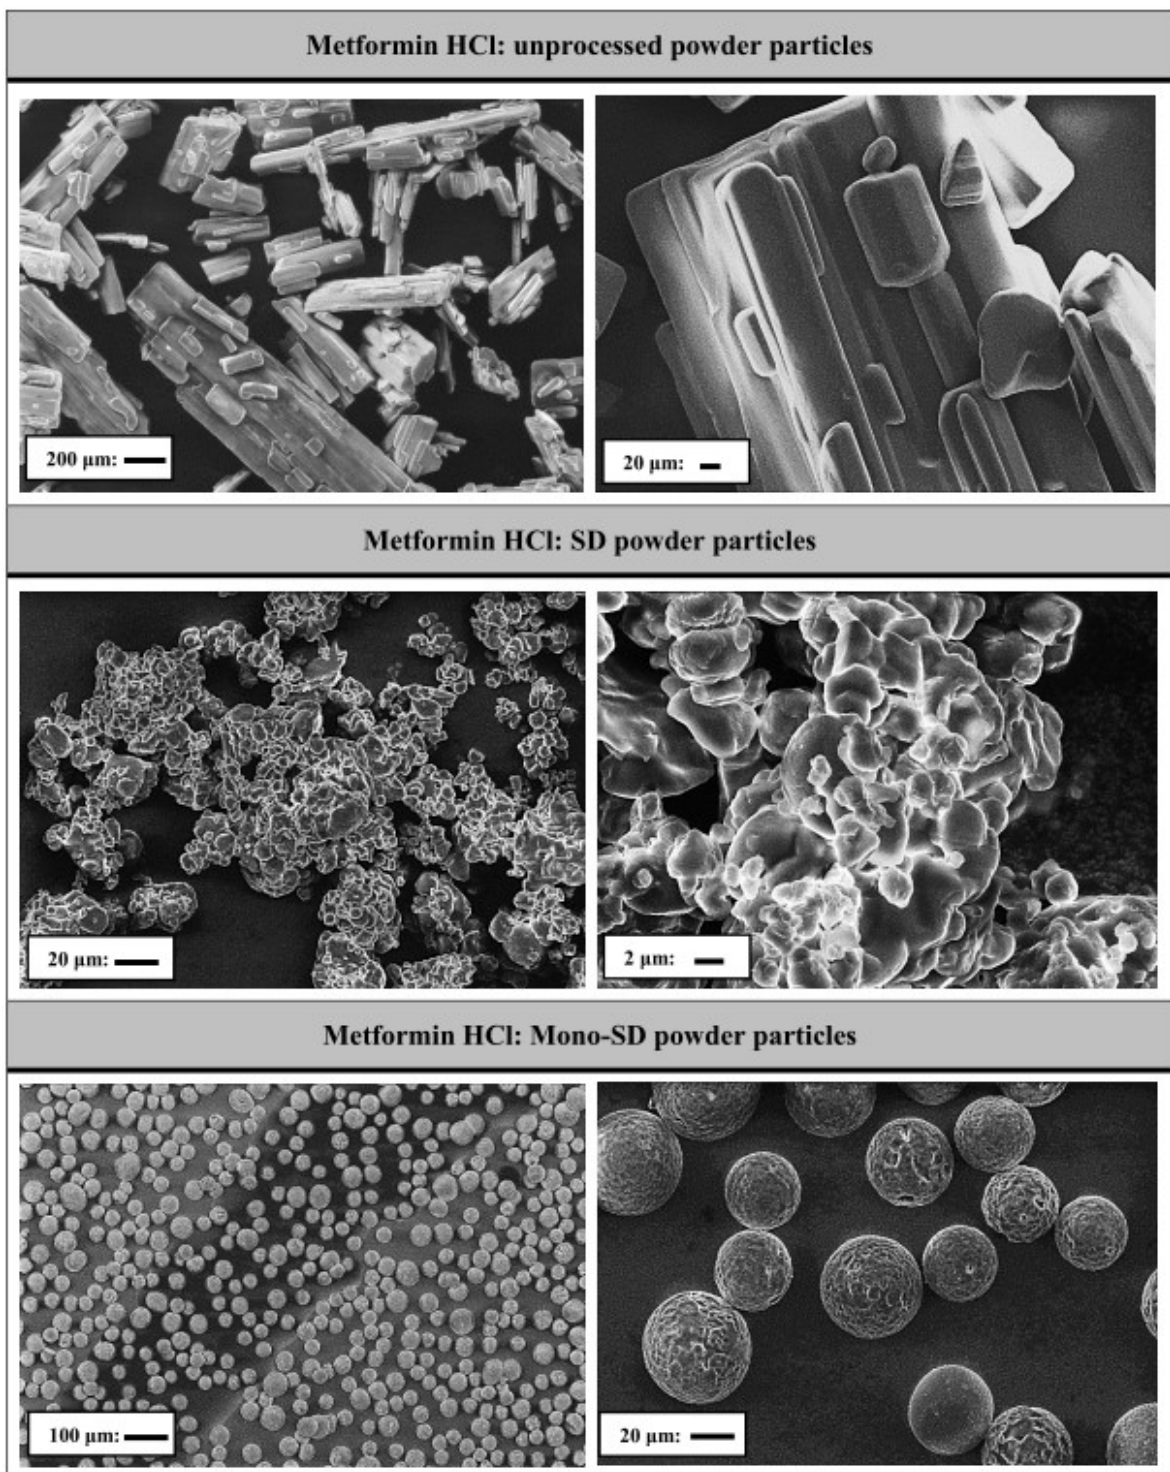 Metformin HCl: unprocessed powder particles
200 μm:
20 μm:
Metformin HCl: SD powder particles
20 μm:
2 μm:
Metformin HCl: Mono-SD powder particles
100 μm:
20 μm: